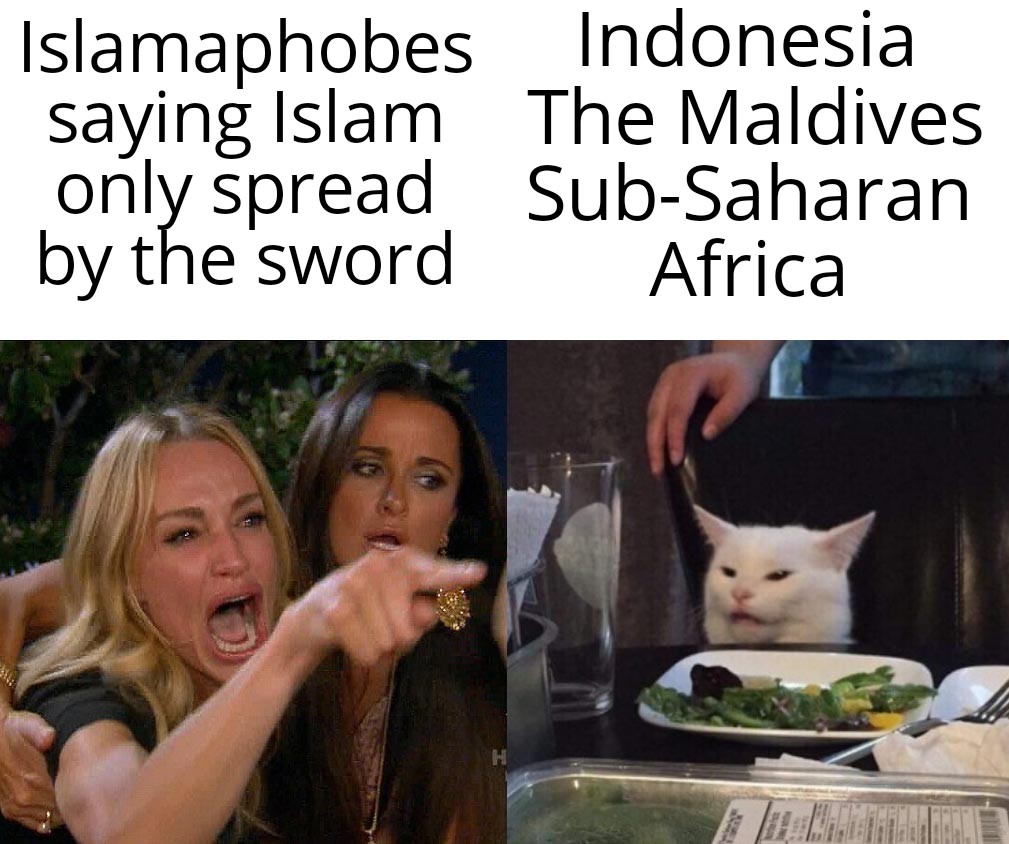 Islamaphobes
saying Islam
only spread
by the sword
Indonesia
The Maldives
Sub-Saharan
Africa
H